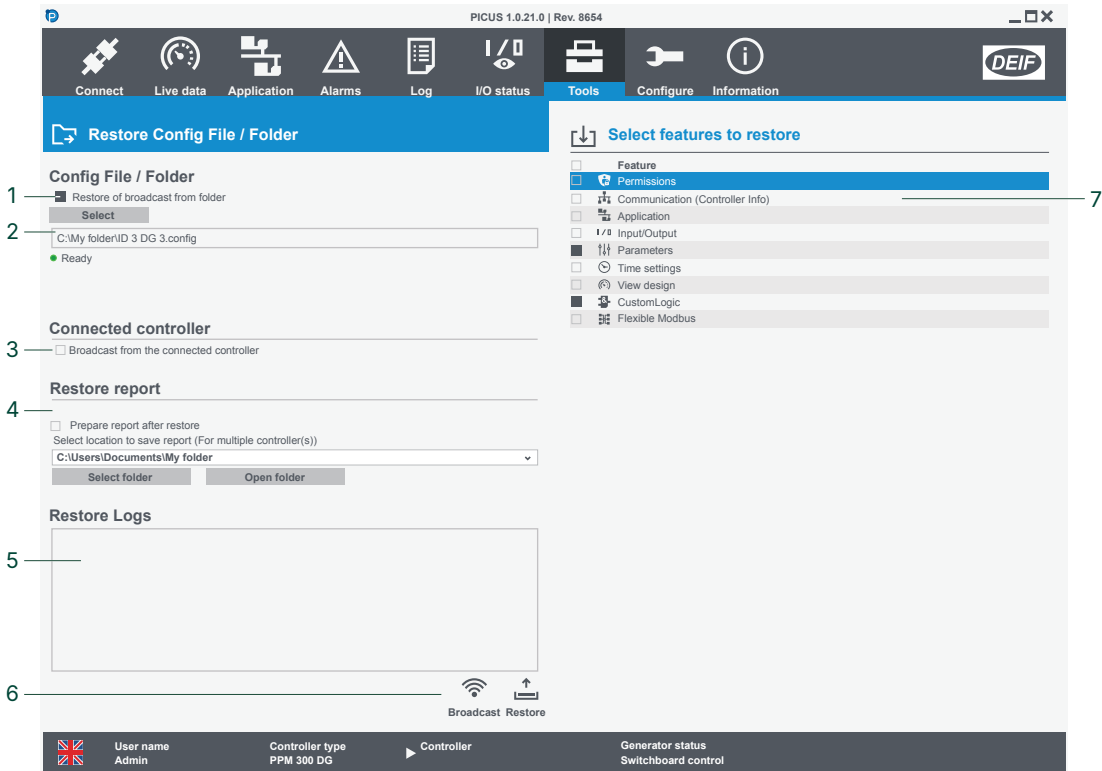 PICUS 1.0.21.0 | Rev. 8654
Connect
Live data
Application
Alarms
Log
I/O status
Tools
Configure
Information
DEIF
Restore Config File / Folder
Config File / Folder
1
Restore of broadcast from folder
Select
2
C:\My folder\ID 3 DG 3.config
Ready
Connected controller
3
Broadcast from the connected controller
Restore report
4
Prepare report after restore
Select location to save report (For multiple controller(s))
C:\Users\Documents\My folder
Select folder
Open folder
Restore Logs
5
6
Broadcast
Restore
Select features to restore
Feature
Permissions
Communication (Controller Info)
7
Application
Input/Output
Parameters
Time settings
View design
CustomLogic
Flexible Modbus
User name
Admin
Controller type
PPM 300 DG
Controller
Generator status
Switchboard control